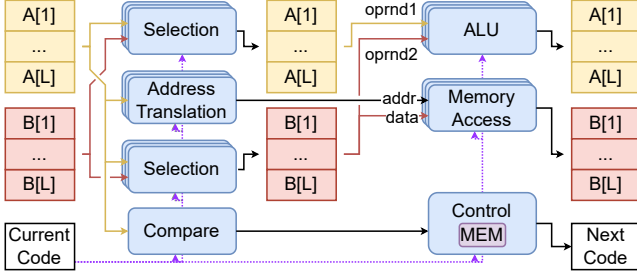 A[1]
...
A[L]
B[1]
...
B[L]
Current
Code
Selection
Address
Translation
Selection
Compare
A[1]
...
A[L]
B[1]
...
B[L]
oprnd1
oprnd2
addr
data
ALU
Memory
Access
Control
MEM
A[1]
...
A[L]
B[1]
...
B[L]
Next
Code